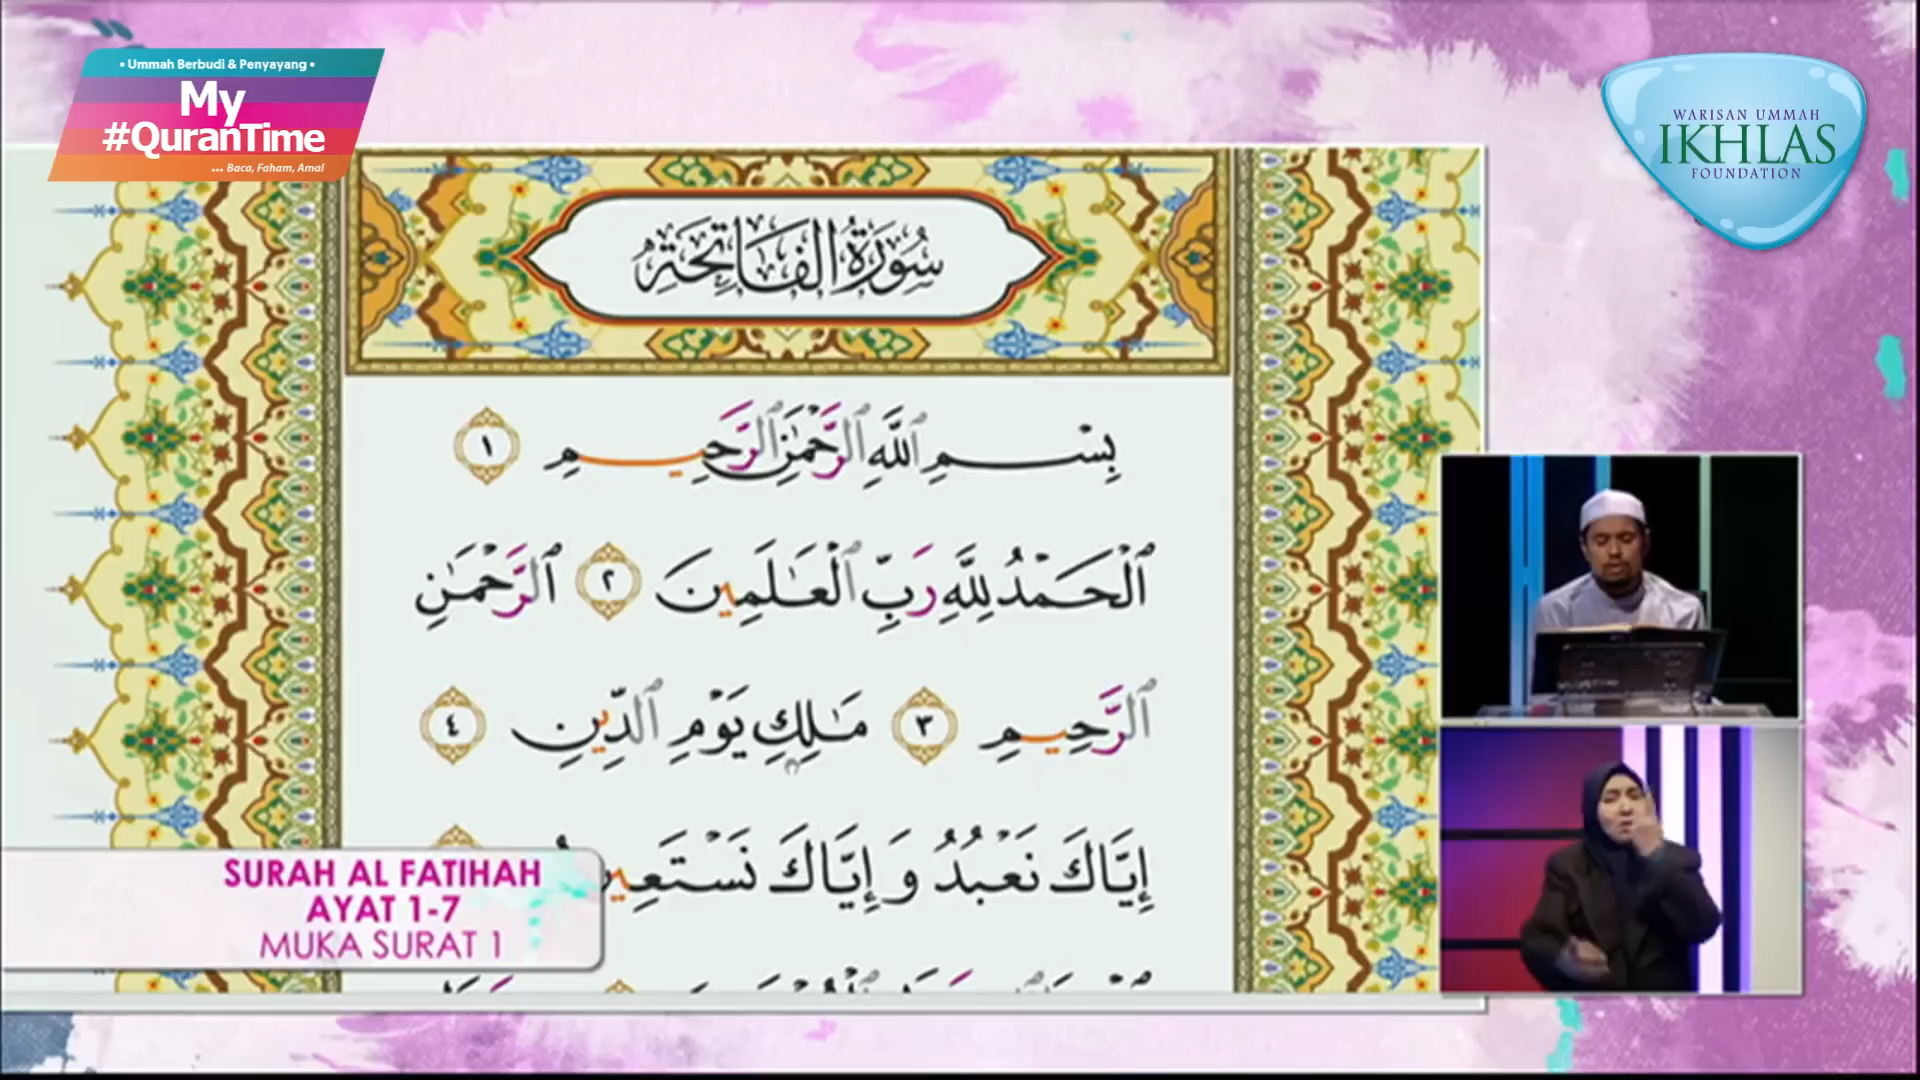 • Ummah Berbudi & Penyayang •
My
#QuranTime
... Baca, Faham, Amal
WARISAN UMMAH
IKHLAS
FOUNDATION
سُورَةُ الفَاتِحَةِ
بِسْمِ ٱللَّهِ ٱلرَّحْمَٰنِ ٱلرَّحِيمِ ١
ٱلْحَمْدُ لِلَّهِ رَبِّ ٱلْعَٰلَمِينَ ٢ ٱلرَّحْمَٰنِ
ٱلرَّحِيمِ ٣ مَٰلِكِ يَوْمِ ٱلدِّينِ ٤
إِيَّاكَ نَعْبُدُ وَإِيَّاكَ نَسْتَعِينُ
SURAH AL FATIHAH
AYAT 1-7
MUKA SURAT 1